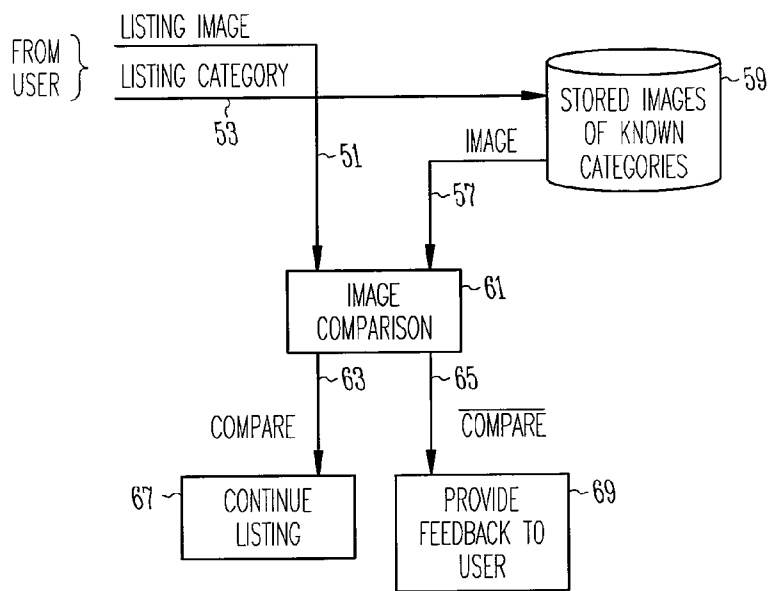 LISTING IMAGE
FROM
USER
LISTING CATEGORY
53
59
STORED IMAGES
OF KNOWN
CATEGORIES
IMAGE
51
57
61
IMAGE
COMPARISON
63
65
COMPARE
COMPARE
67
CONTINUE
LISTING
69
PROVIDE
FEEDBACK TO
USER